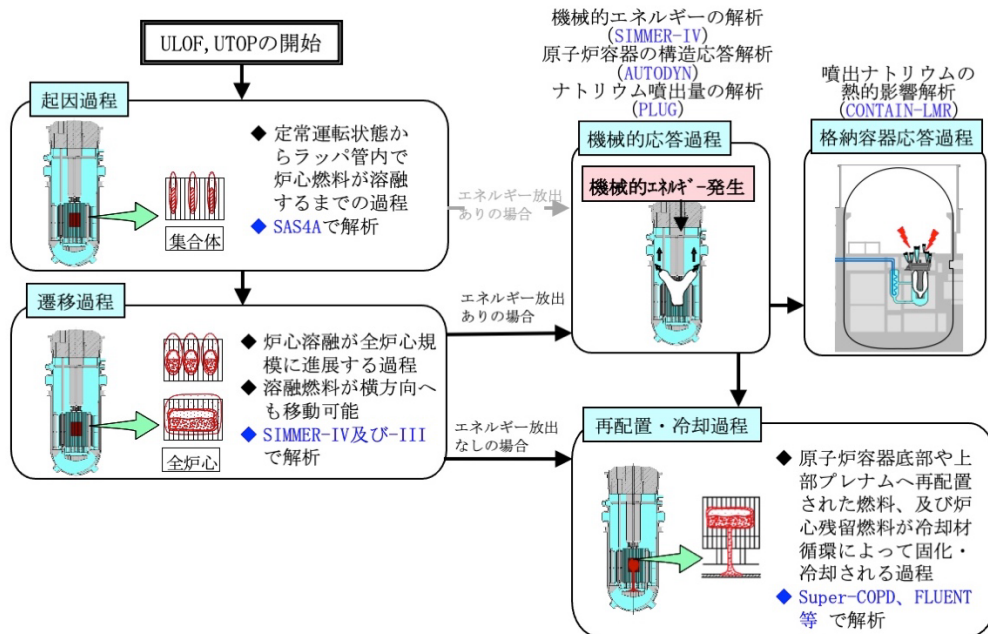 ULOF,UTOPの開始
起因過程
◆ 定常運転状態か
らラッパ管内で
炉心燃料が溶融
するまでの過程
◆ SAS4Aで解析
集合体
エネルギー放出
ありの場合
遷移過程
◆ 炉心溶融が全炉心規
模に進展する過程
◆ 溶融燃料が横方向へ
も移動可能
◆ SIMMER-IV及び-III
で解析
全炉心
エネルギー放出
ありの場合
エネルギー放出
なしの場合
機械的エネルギーの解析
(SIMMER-IV)
原子炉容器の構造応答解析
(AUTODYN)
ナトリウム噴出量の解析
(PLUG)
機械的応答過程
機械的ｴﾈﾙｷﾞｰ発生
噴出ナトリウムの
熱的影響解析
(CONTAIN-LMR)
格納容器応答過程
再配置・冷却過程
◆ 原子炉容器底部や上
部プレナムへ再配置
された燃料、及び炉
心残留燃料が冷却材
循環によって固化・
冷却される過程
◆ Super-COPD、FLUENT
等 で解析